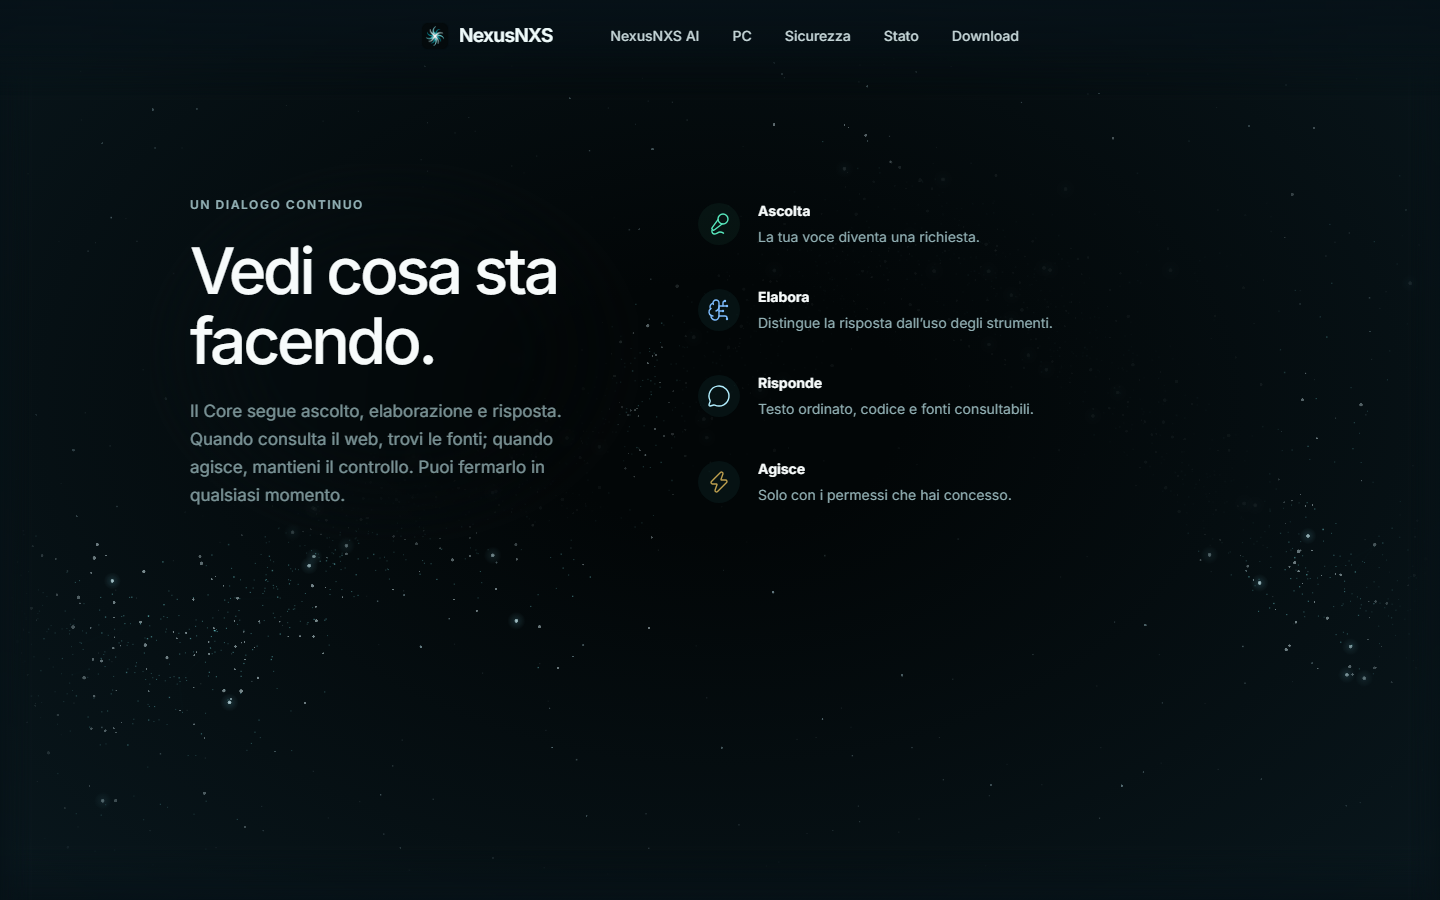 NexusNXS
NexusNXS AI
PC
Sicurezza
Stato
Download
UN DIALOGO CONTINUO
Vedi cosa sta
facendo.
Il Core segue ascolto, elaborazione e risposta.
Quando consulta il web, trovi le fonti; quando
agisce, mantieni il controllo. Puoi fermarlo in
qualsiasi momento.
Ascolta
La tua voce diventa una richiesta.
Elabora
Distingue la risposta dall’uso degli strumenti.
Risponde
Testo ordinato, codice e fonti consultabili.
Agisce
Solo con i permessi che hai concesso.